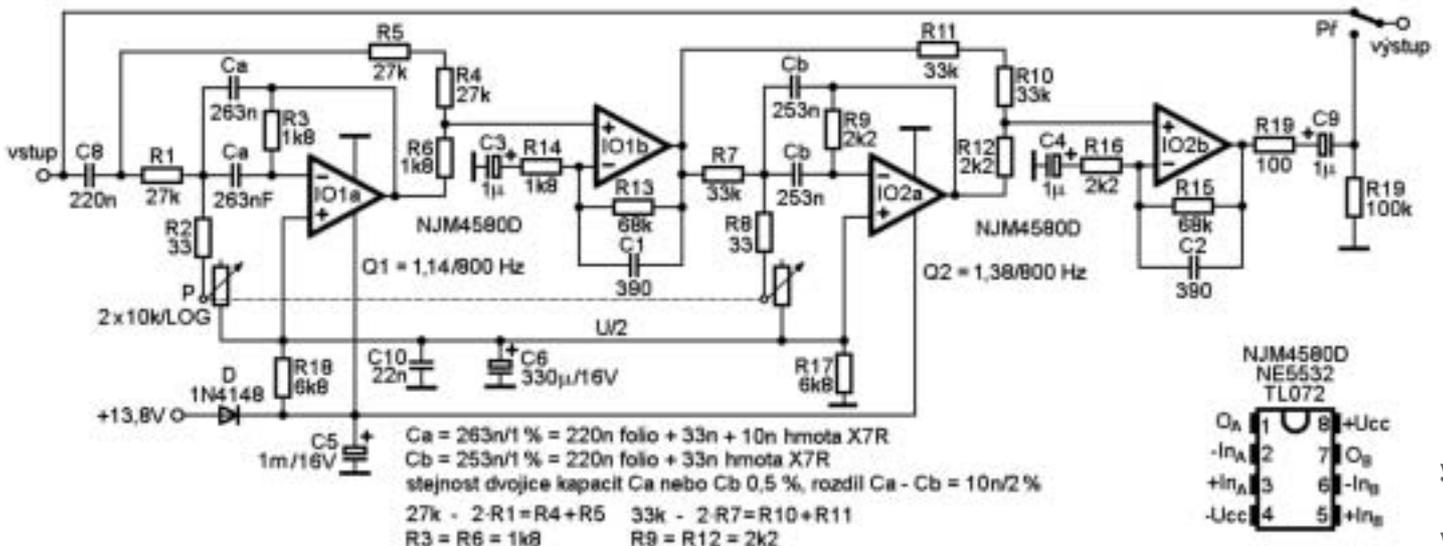 R5
27k
R11
33k
Př
výstup
Ca
263n
R3
1k8
R4
27k
Cb
253n
R9
2k2
R10
33k
vstup
C8
220n
R1
27k
Ca
263nF
IO1a
R6
1k8
C3
1µ
R14
1k8
IO1b
R7
33k
Cb
253n
IO2a
R12
2k2
C4
1µ
R16
2k2
IO2b
R19
100
C9
1µ
R2
33
NJM4580D
R13
68k
C1
390
R8
33
NJM4580D
R15
68k
C2
390
R19
100k
Q1 = 1,14/800 Hz
Q2 = 1,38/800 Hz
P
2x10k/LOG
U/2
R18
6k8
C10
22n
C6
330µ/16V
R17
6k8
D
1N4148
+13,8V
C5
1m/16V
Ca = 263n/1 % = 220n folio + 33n + 10n hmota X7R
Cb = 253n/1 % = 220n folio + 33n hmota X7R
stejnost dvojice kapacit Ca nebo Cb 0,5 %, rozdíl Ca - Cb = 10n/2 %
27k - 2·R1=R4+R5 33k - 2·R7=R10+R11
R3 = R6 = 1k8 R9 = R12 = 2k2
NJM4580D
NE5532
TL072
OA 1 8 +Ucc
-InA 2 7 OB
+InA 3 6 -InB
-Ucc 4 5 +InB